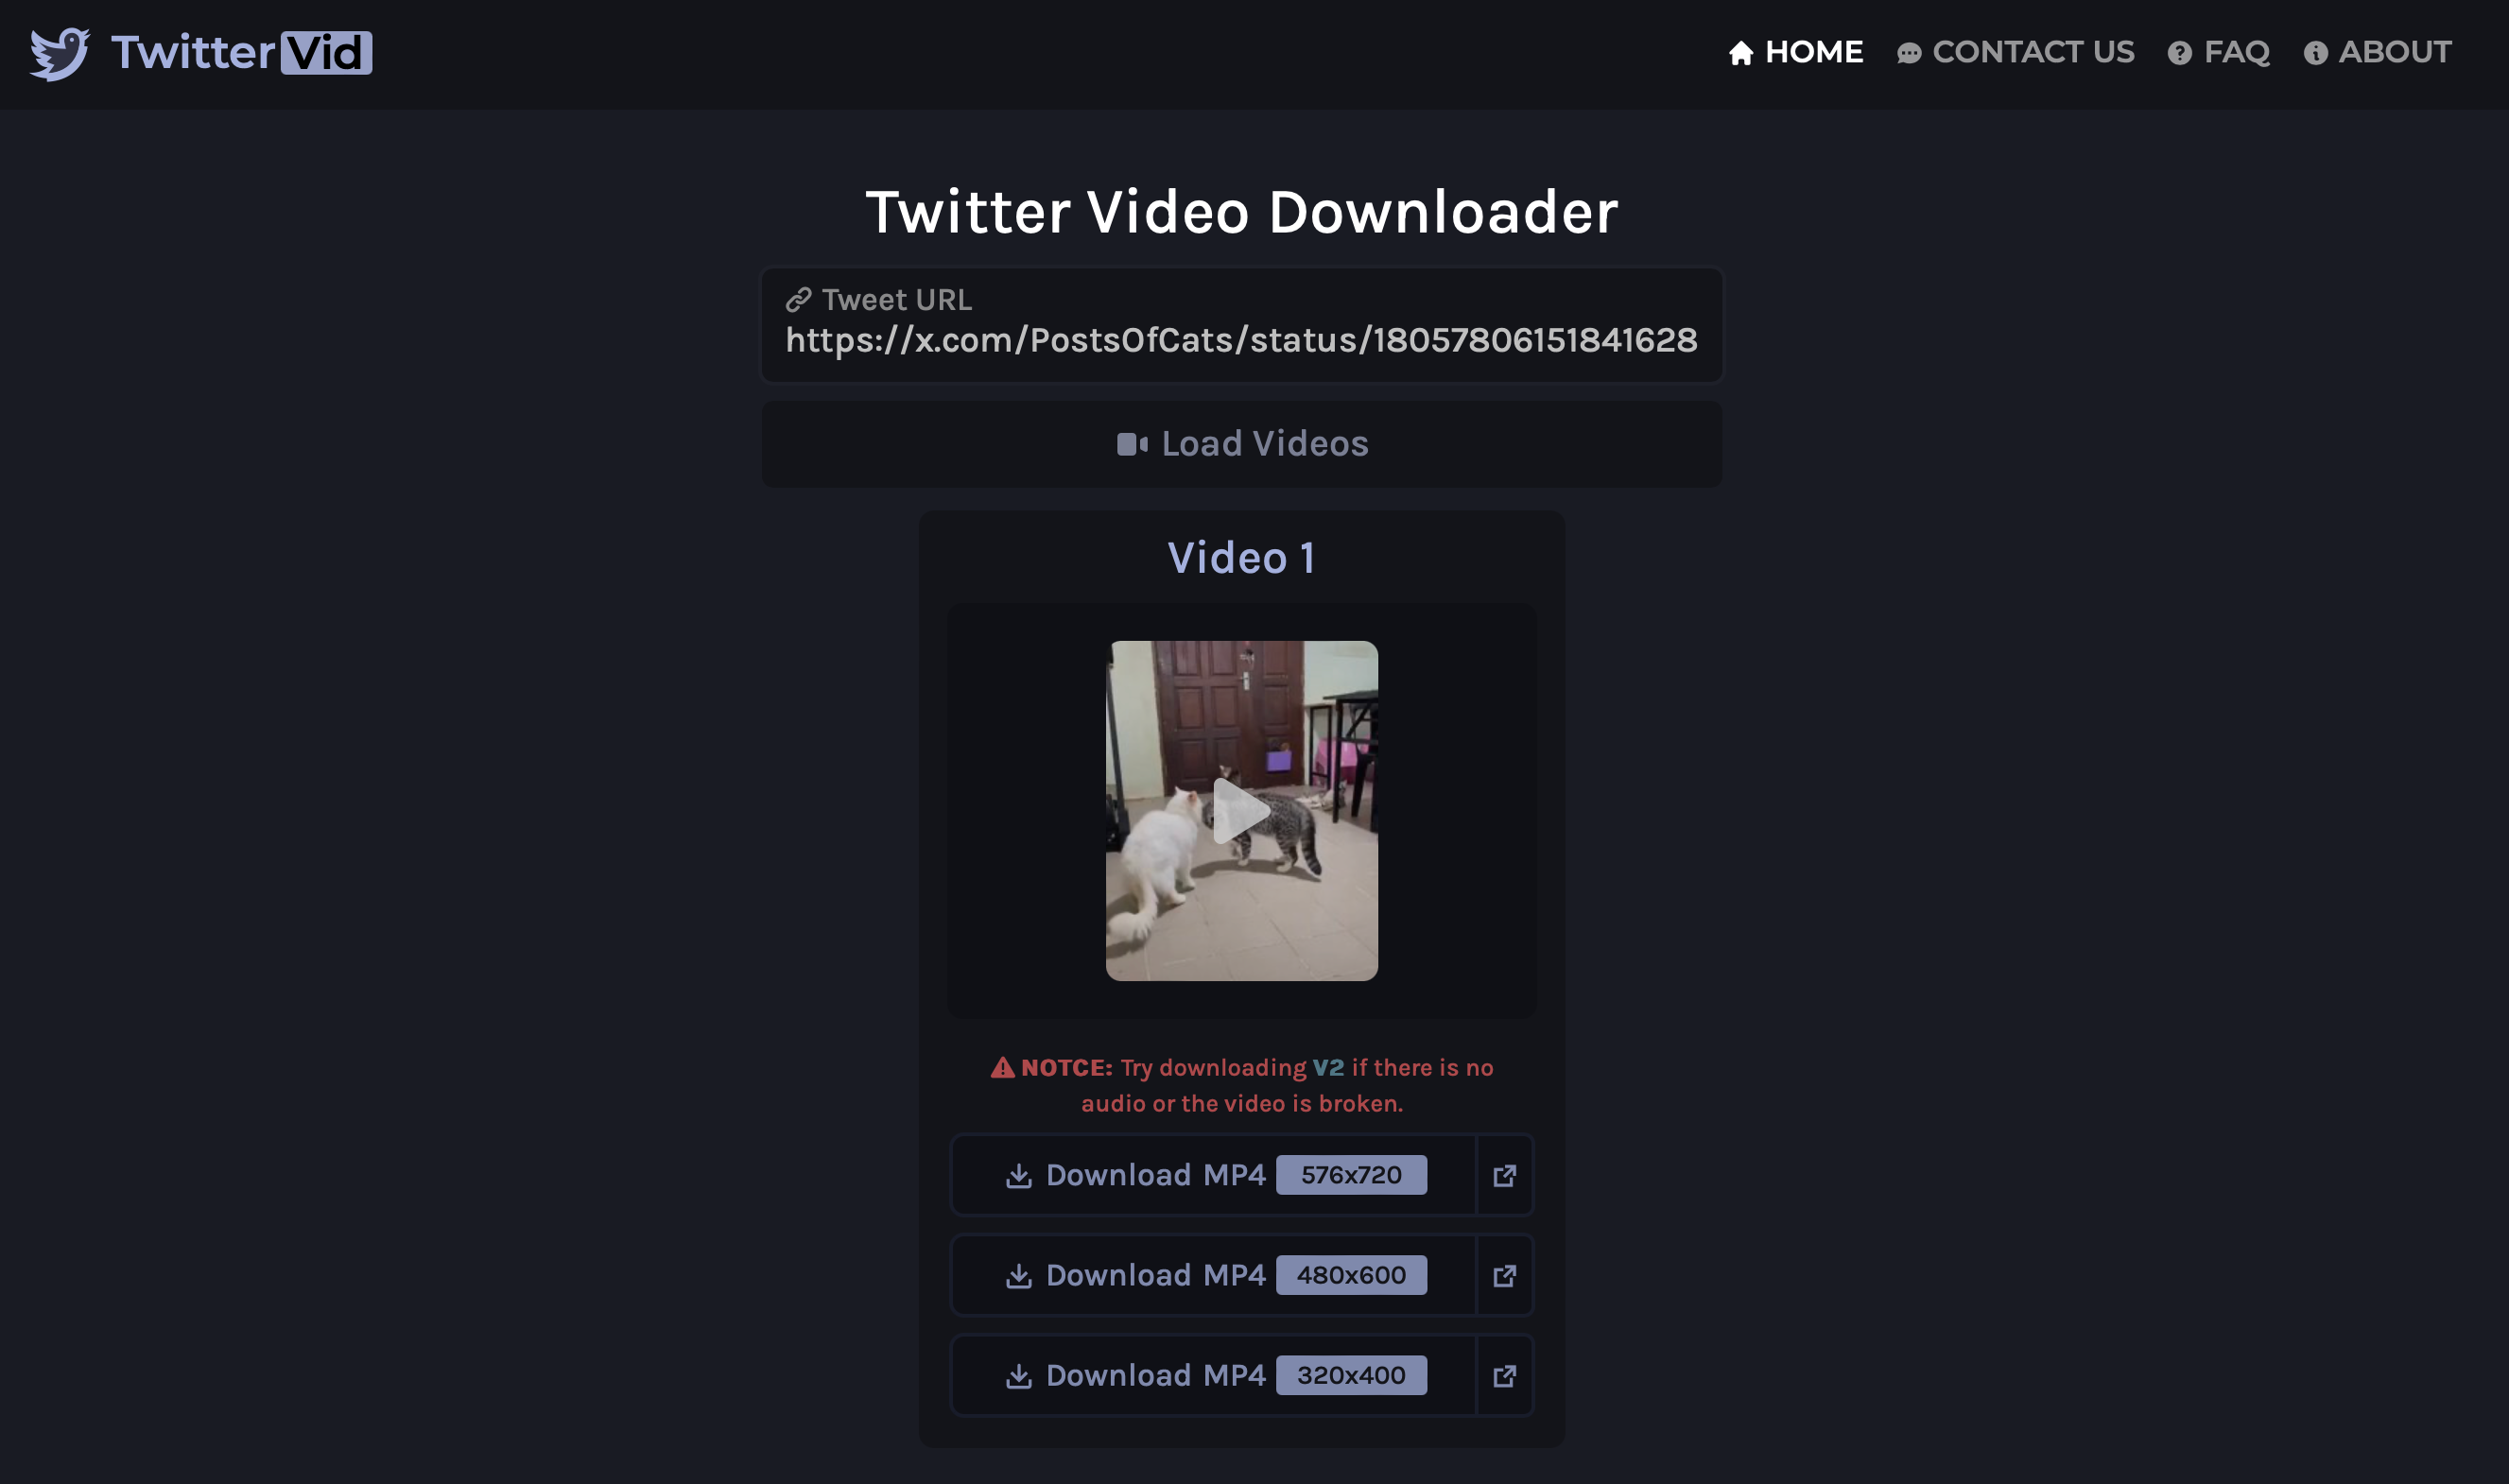 TwitterVid
HOME
CONTACT US
FAQ
ABOUT
Twitter Video Downloader
Tweet URL
https://x.com/PostsOfCats/status/18057806151841628
Load Videos
Video 1
NOTCE: Try downloading V2 if there is no
audio or the video is broken.
Download MP4 576x720
Download MP4 480x600
Download MP4 320x400